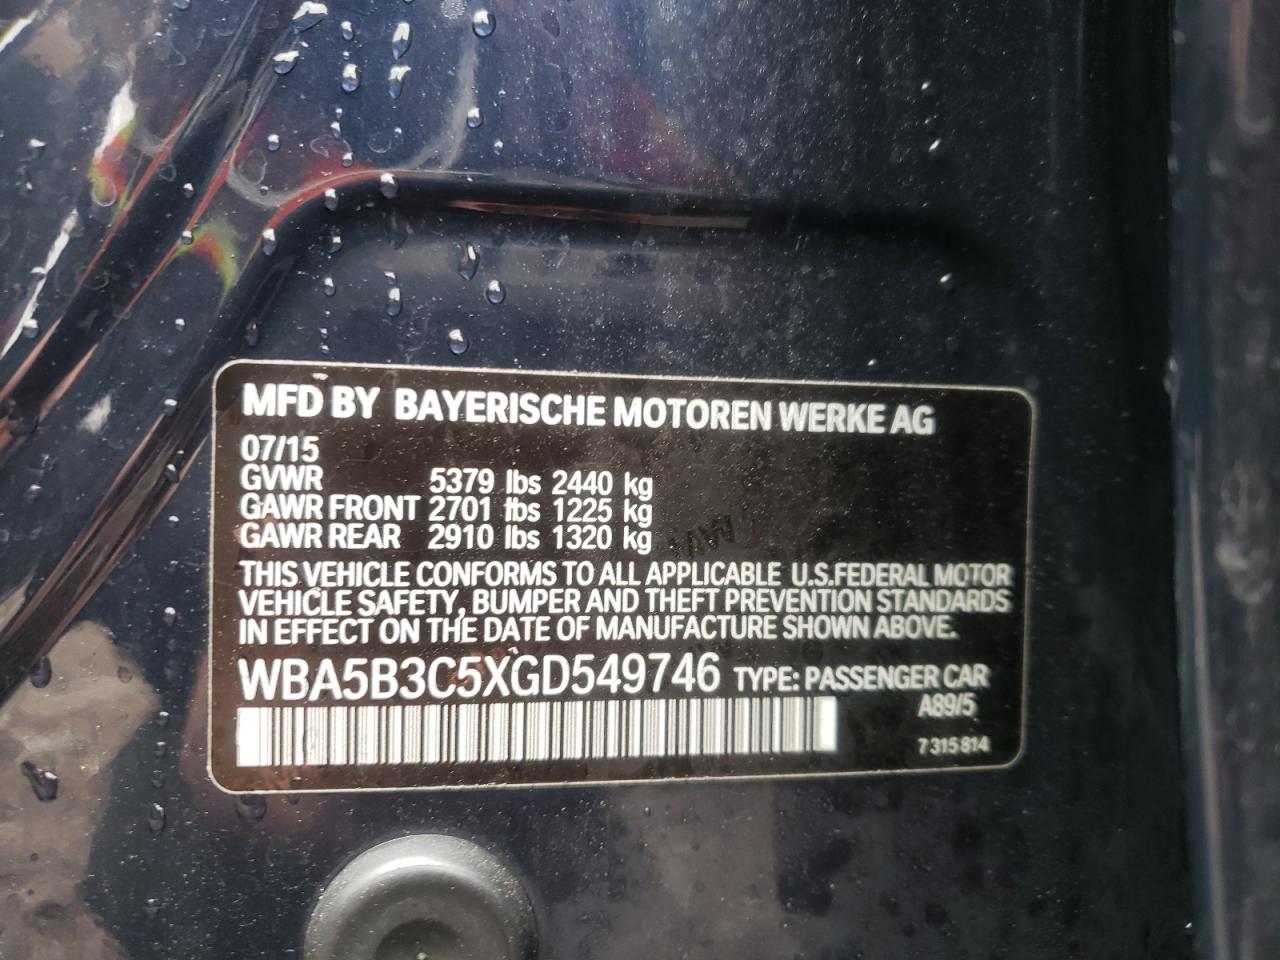 MFD BY BAYERISCHE MOTOREN WERKE AG
07/15
GVWR 5379 lbs 2440 kg
GAWR FRONT 2701 lbs 1225 kg
GAWR REAR 2910 lbs 1320 kg
THIS VEHICLE CONFORMS TO ALL APPLICABLE U.S.FEDERAL MOTOR
VEHICLE SAFETY, BUMPER AND THEFT PREVENTION STANDARDS
IN EFFECT ON THE DATE OF MANUFACTURE SHOWN ABOVE.
WBA5B3C5XGD549746 TYPE: PASSENGER CAR
A89/5
7 315 814